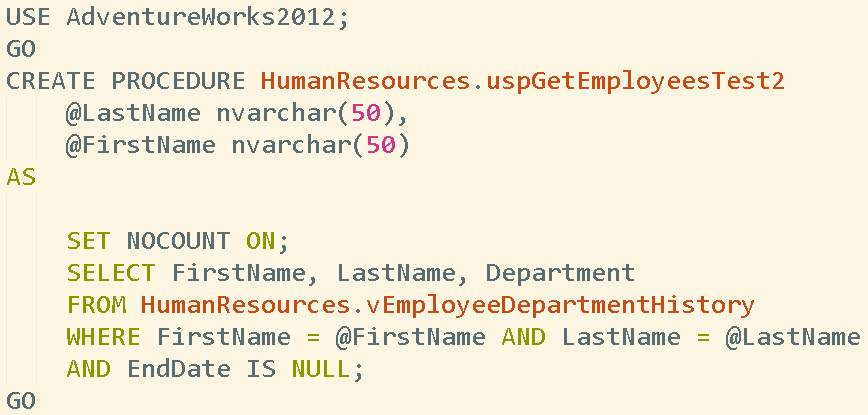 USE AdventureWorks2012;
GO
CREATE PROCEDURE HumanResources.uspGetEmployeesTest2
    @LastName nvarchar(50),
    @FirstName nvarchar(50)
AS

    SET NOCOUNT ON;
    SELECT FirstName, LastName, Department
    FROM HumanResources.vEmployeeDepartmentHistory
    WHERE FirstName = @FirstName AND LastName = @LastName
    AND EndDate IS NULL;
GO